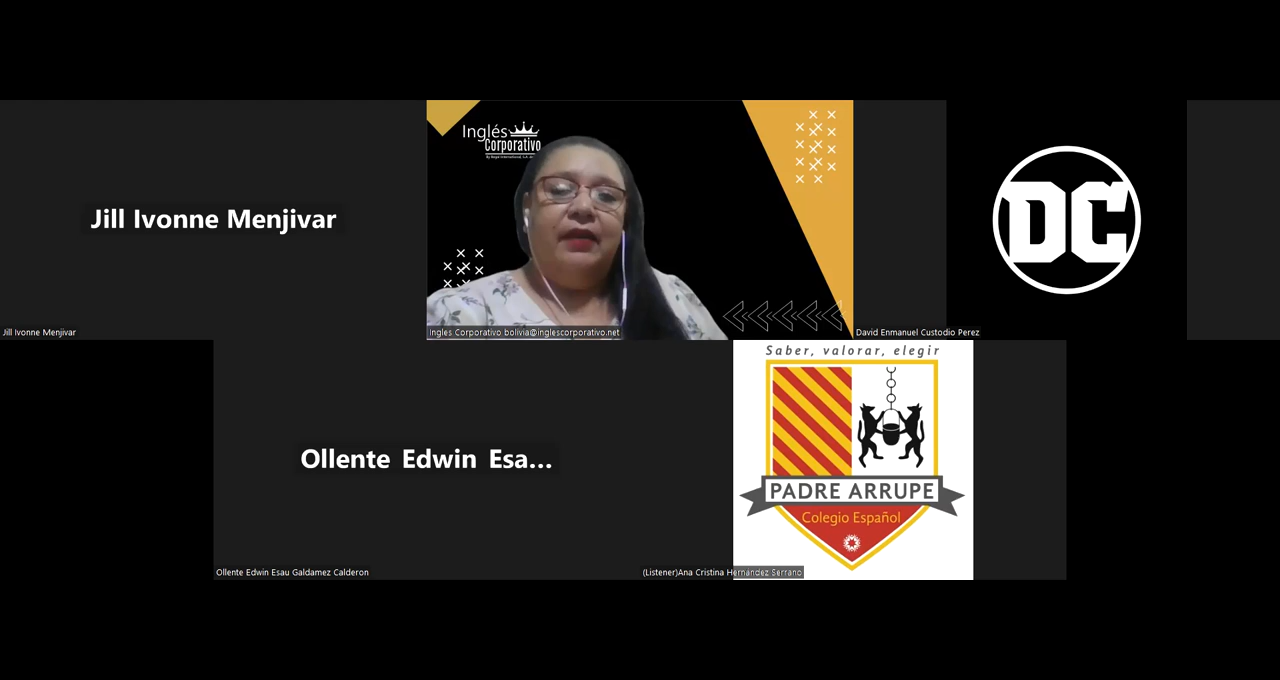 Jill Ivonne Menjivar
Jill Ivonne Menjivar
Inglés
Corporativo
Ingles Corporativo bolivia@inglescorporativo.net
DC
David Enmanuel Custodio Perez
Ollente Edwin Esa...
Ollente Edwin Esau Galdamez Calderon
Saber, valorar, elegir
PADRE ARRUPE
Colegio Español
(Listener)Ana Cristina Hernández Serrano